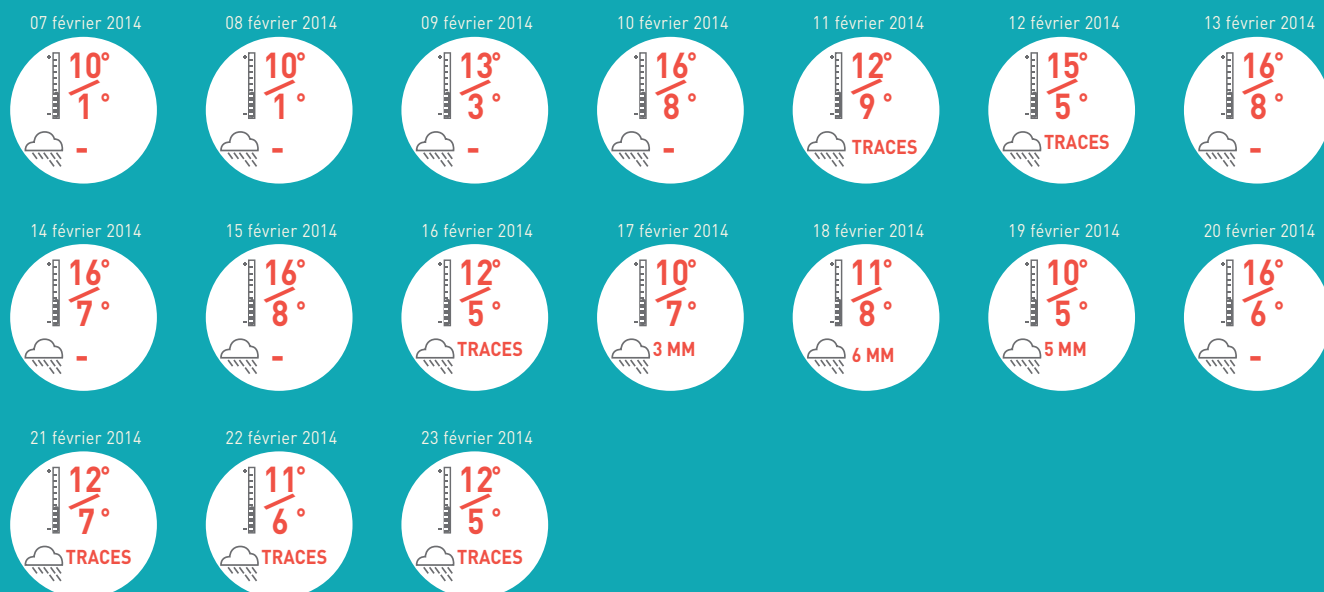 07 février 2014
10°
1 °
-
08 février 2014
10°
1 °
-
09 février 2014
13°
3 °
-
10 février 2014
16°
8 °
-
11 février 2014
12°
9 °
TRACES
12 février 2014
15°
5 °
TRACES
13 février 2014
16°
8 °
-
14 février 2014
16°
7 °
-
15 février 2014
16°
8 °
-
16 février 2014
12°
5 °
TRACES
17 février 2014
10°
7 °
3 MM
18 février 2014
11°
8 °
6 MM
19 février 2014
10°
5 °
5 MM
20 février 2014
16°
6 °
-
21 février 2014
12°
7 °
TRACES
22 février 2014
11°
6 °
TRACES
23 février 2014
12°
5 °
TRACES